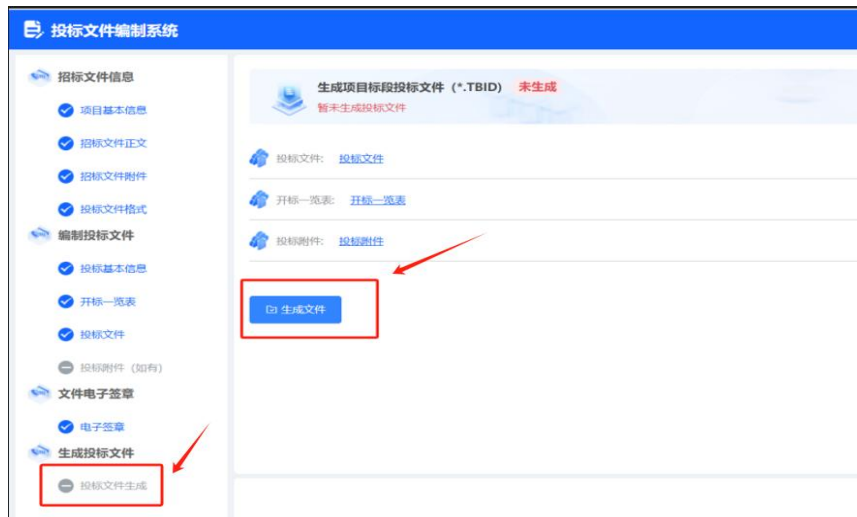 投标文件编制系统
招标文件信息
项目基本信息
招标文件正文
招标文件附件
投标文件格式
编制投标文件
投标基本信息
开标一览表
投标文件
投标附件（如有）
文件电子签章
电子签章
生成投标文件
投标文件生成
生成项目标段投标文件（*.TBID） 未生成
暂未生成投标文件
投标文件: 投标文件
开标一览表: 开标一览表
投标附件: 投标附件
生成文件